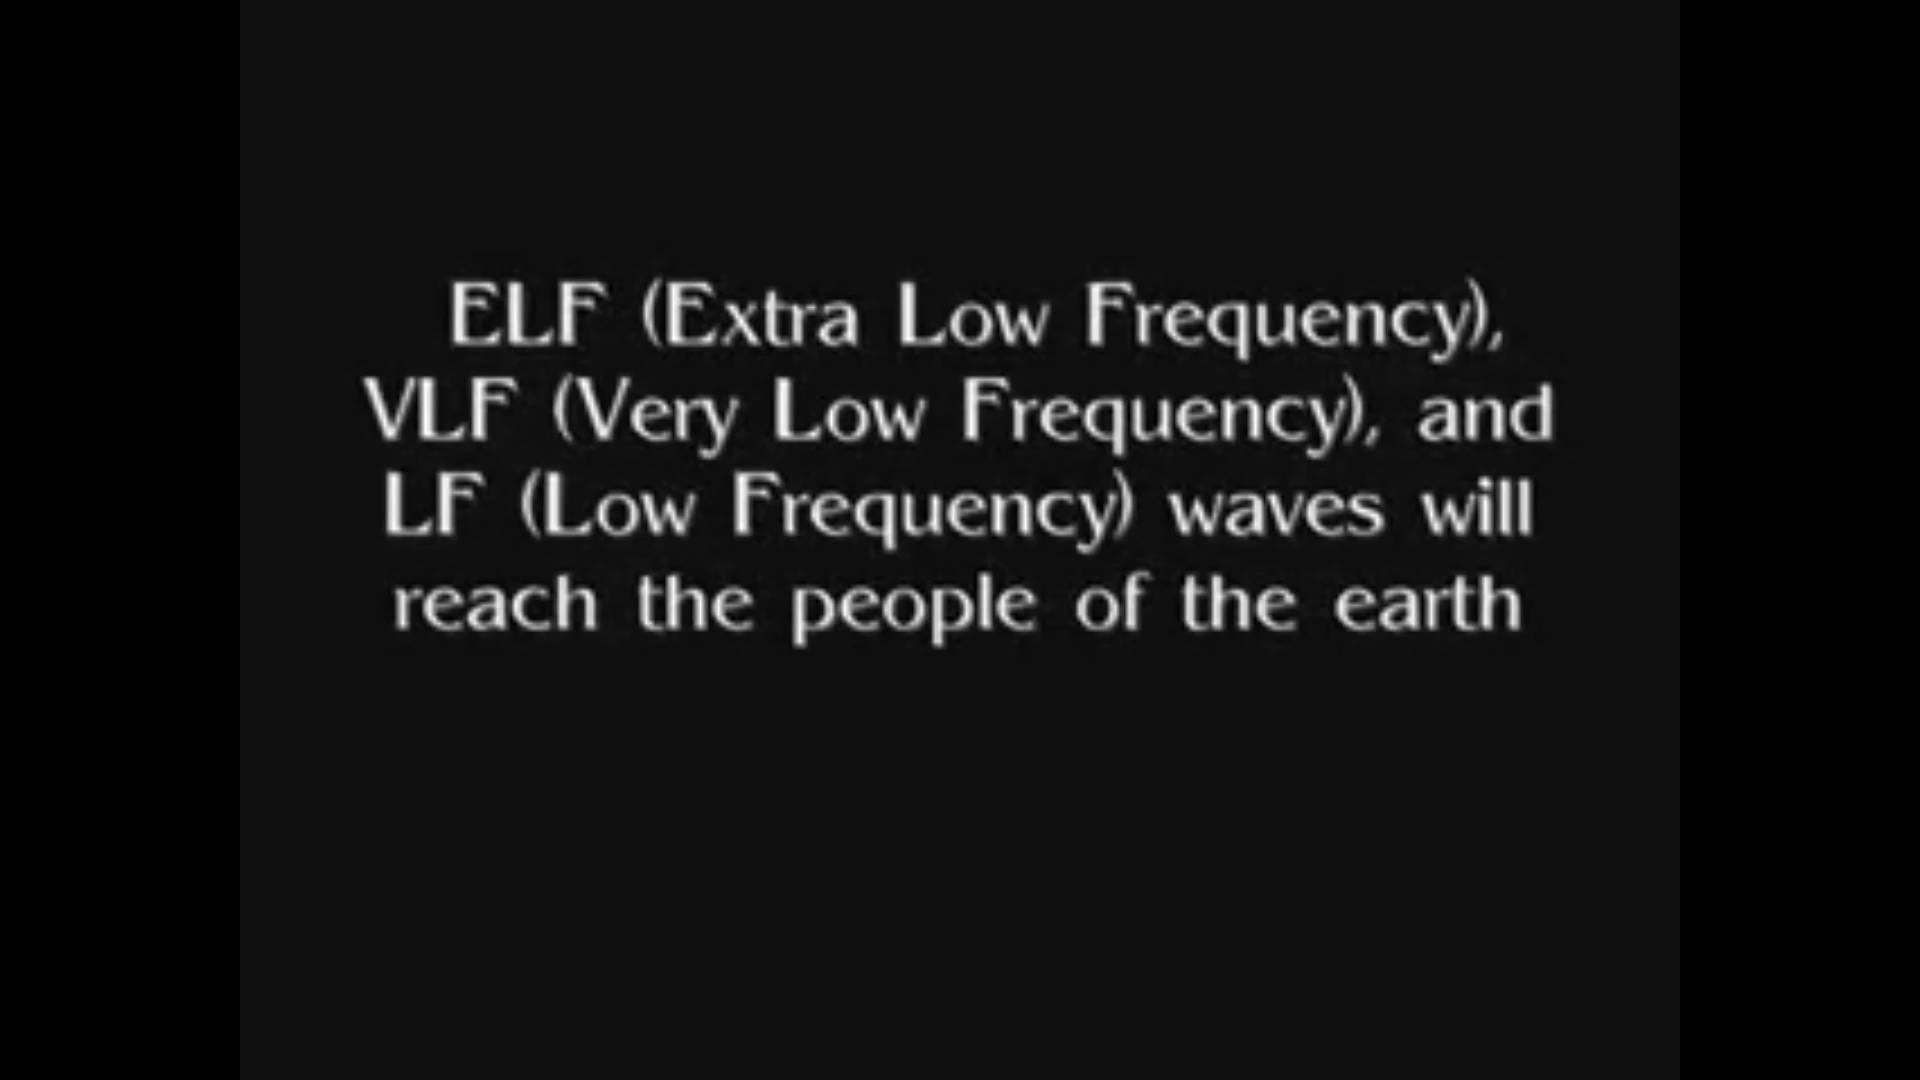 ELF (Extra Low Frequency),
VLF (Very Low Frequency), and
LF (Low Frequency) waves will
reach the people of the earth